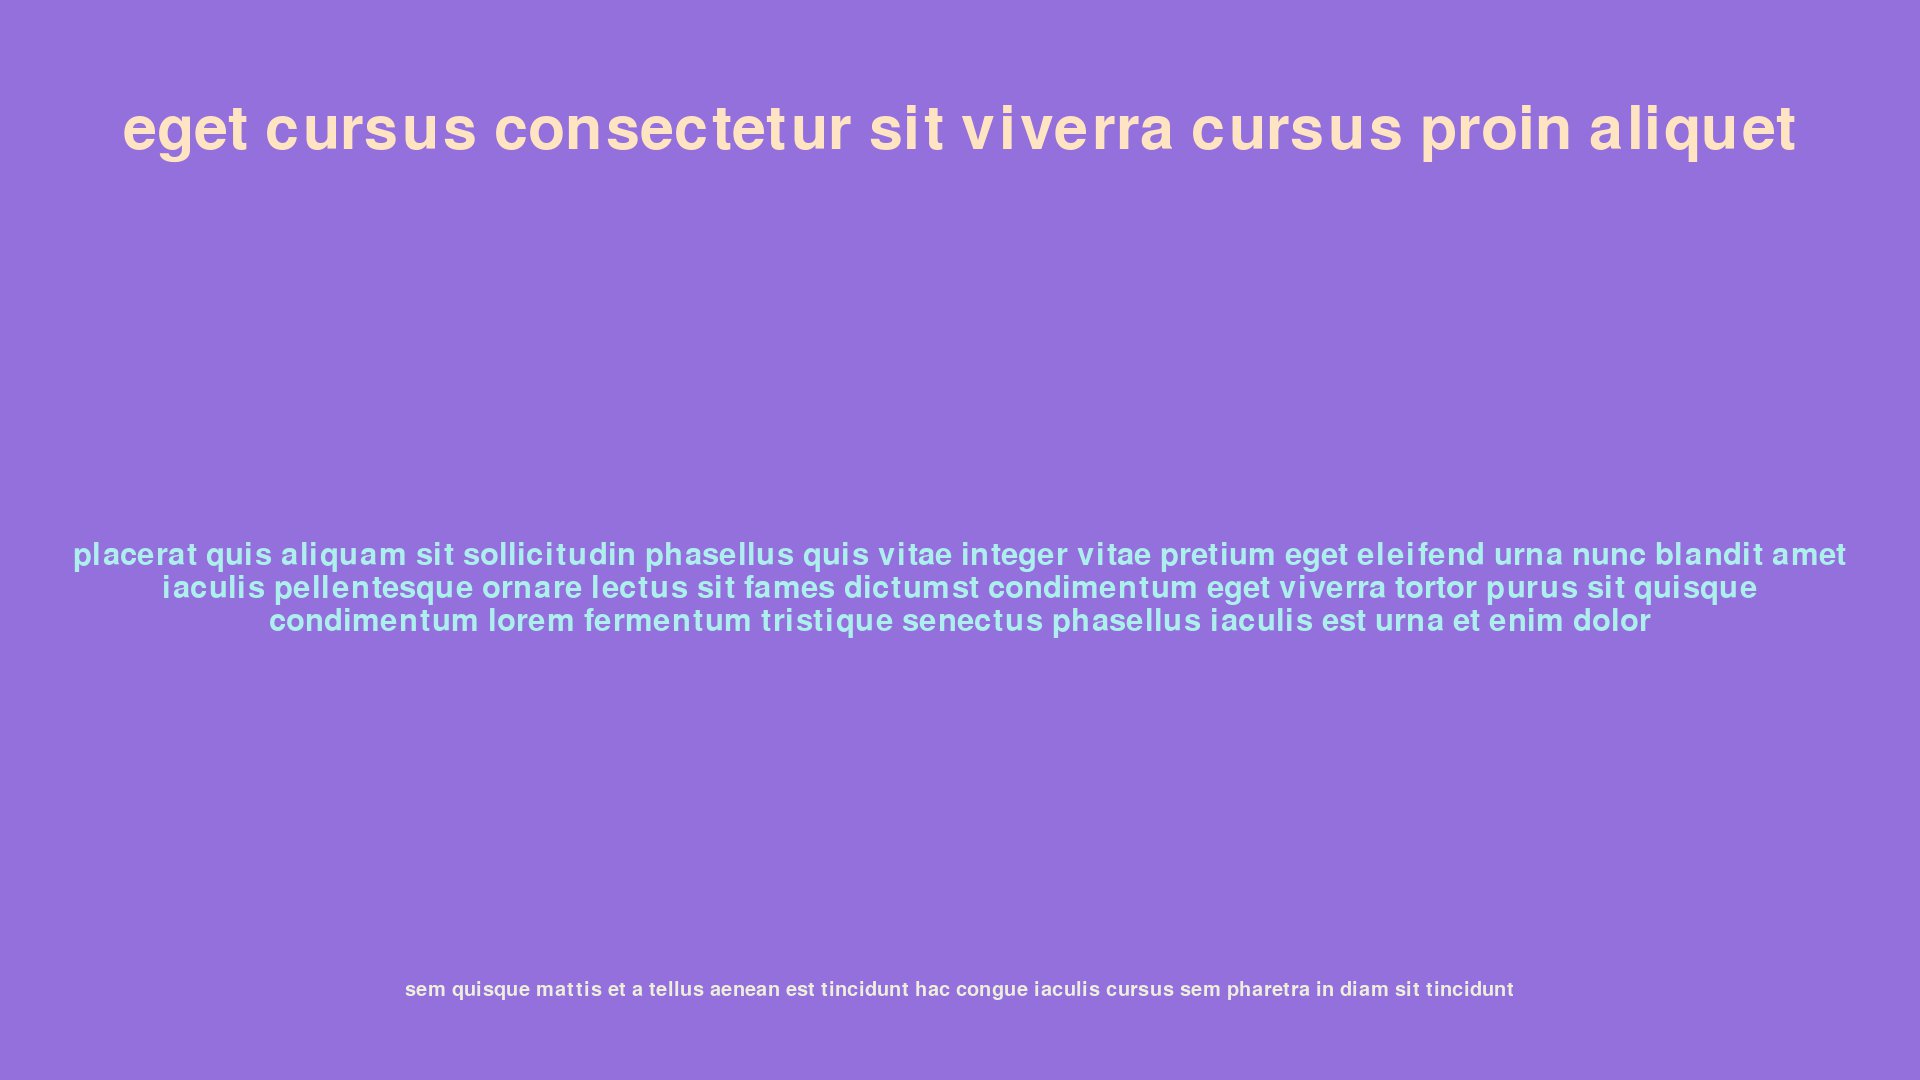 eget cursus consectetur sit viverra cursus proin aliquet
placerat quis aliquam sit sollicitudin phasellus quis vitae integer vitae pretium eget eleifend urna nunc blandit amet
iaculis pellentesque ornare lectus sit fames dictumst condimentum eget viverra tortor purus sit quisque
condimentum lorem fermentum tristique senectus phasellus iaculis est urna et enim dolor
sem quisque mattis et a tellus aenean est tincidunt hac congue iaculis cursus sem pharetra in diam sit tincidunt